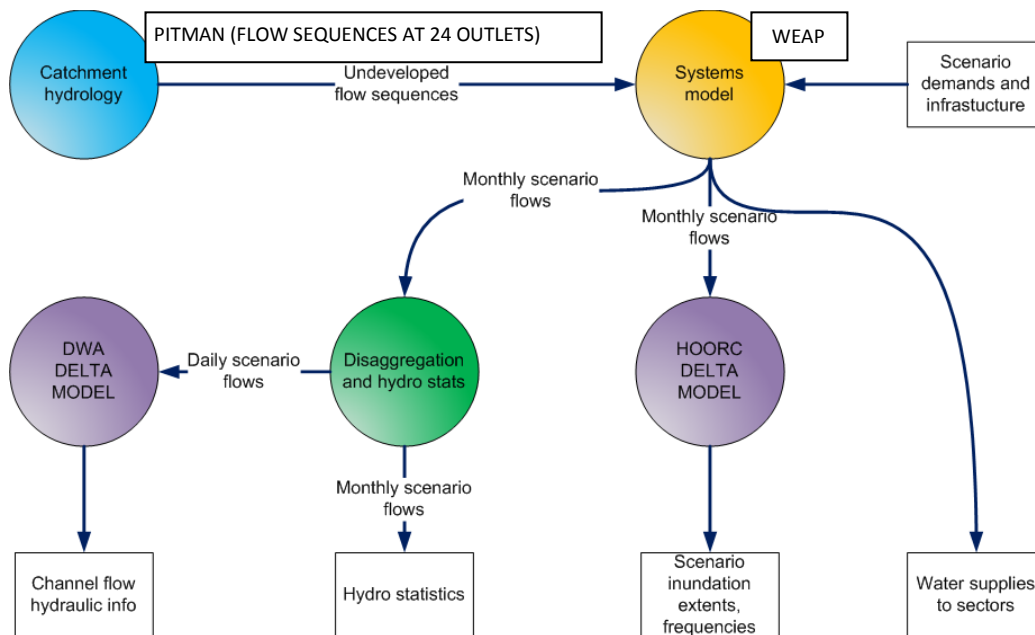 PITMAN (FLOW SEQUENCES AT 24 OUTLETS)
WEAP
Catchment
hydrology
Undeveloped
flow sequences
Systems
model
Scenario
demands and
infrastucture
Monthly scenario
flows
Monthly scenario
flows
DWA
DELTA
MODEL
Daily scenario
flows
Disaggregation
and hydro stats
HOORC
DELTA
MODEL
Monthly scenario
flows
Channel flow
hydraulic info
Hydro statistics
Scenario
inundation
extents,
frequencies
Water supplies
to sectors